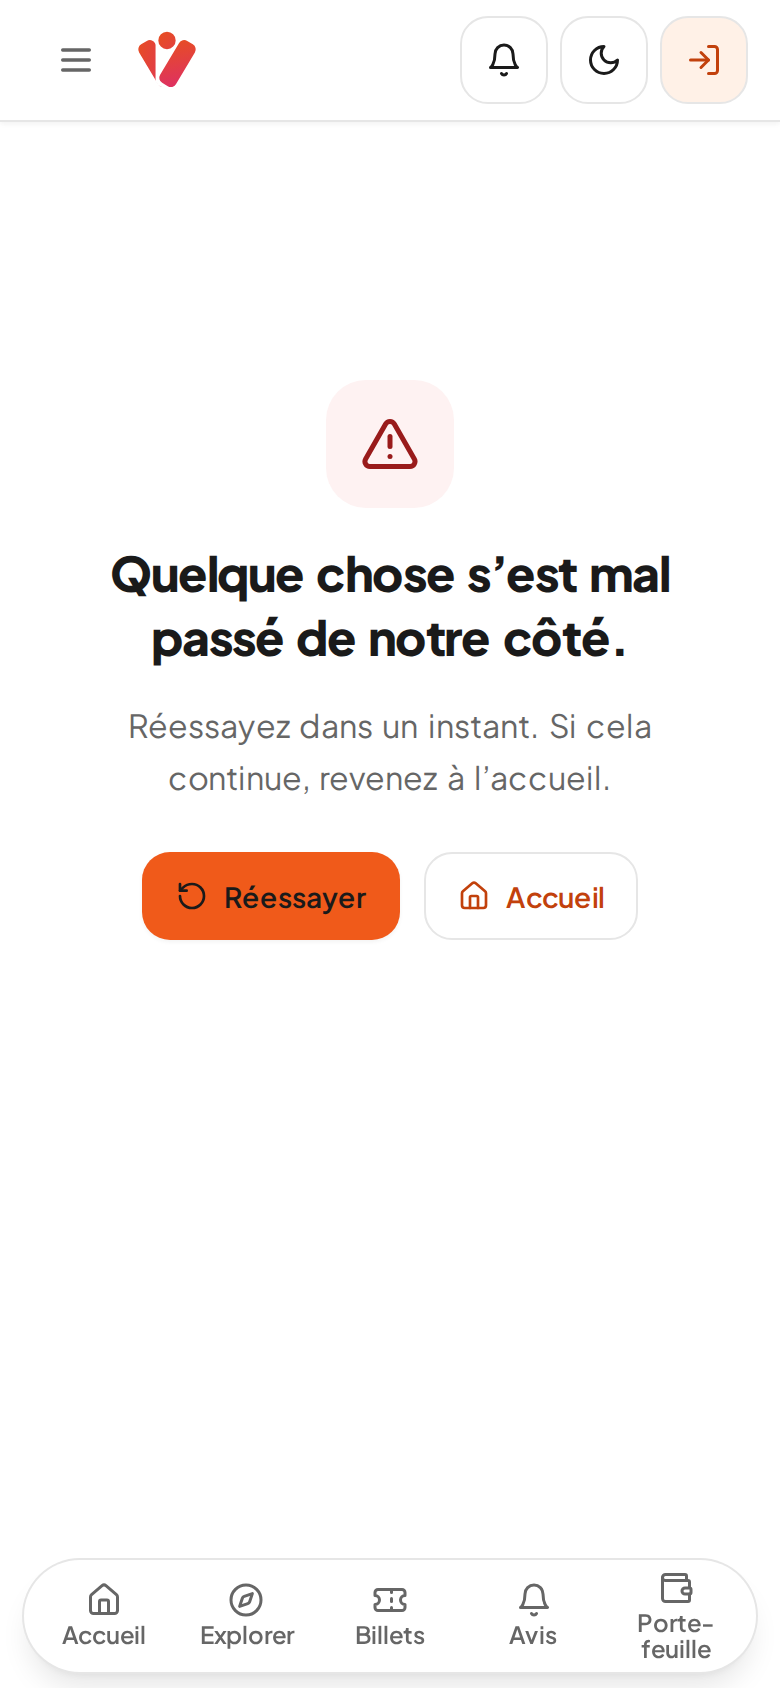 Quelque chose s’est mal
passé de notre côté.
Réessayez dans un instant. Si cela
continue, revenez à l’accueil.
Réessayer
Accueil
Accueil
Explorer
Billets
Avis
Porte-
feuille